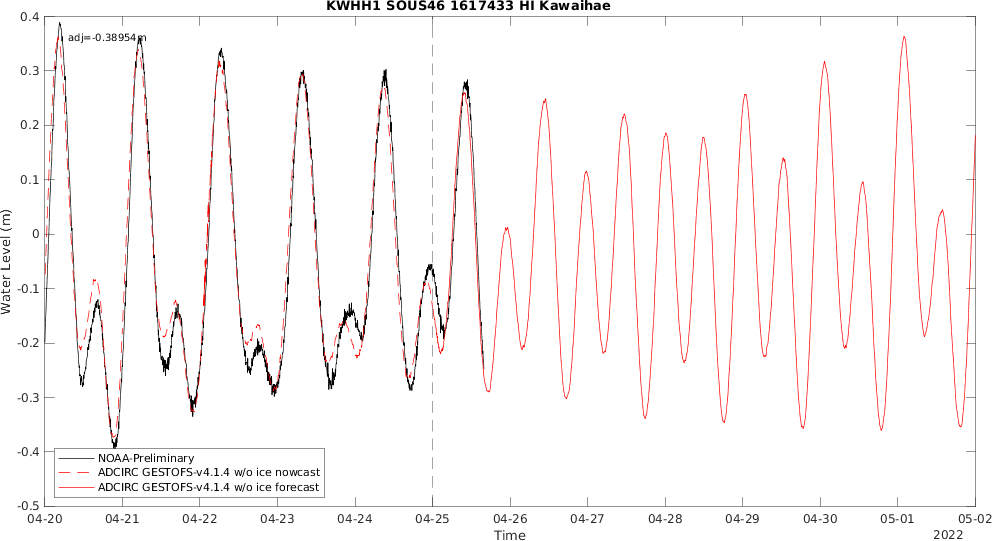 KWHH1 SOUS46 1617433 HI Kawaihae
adj=-0.38954m
0.4
0.3
0.2
0.1
0
-0.1
-0.2
-0.3
-0.4
-0.5
Water Level (m)
NOAA-Preliminary
ADCIRC GESTOFS-v4.1.4 w/o ice nowcast
ADCIRC GESTOFS-v4.1.4 w/o ice forecast
04-20 04-21 04-22 04-23 04-24 04-25 04-26 04-27 04-28 04-29 04-30 05-01 05-02
Time
2022